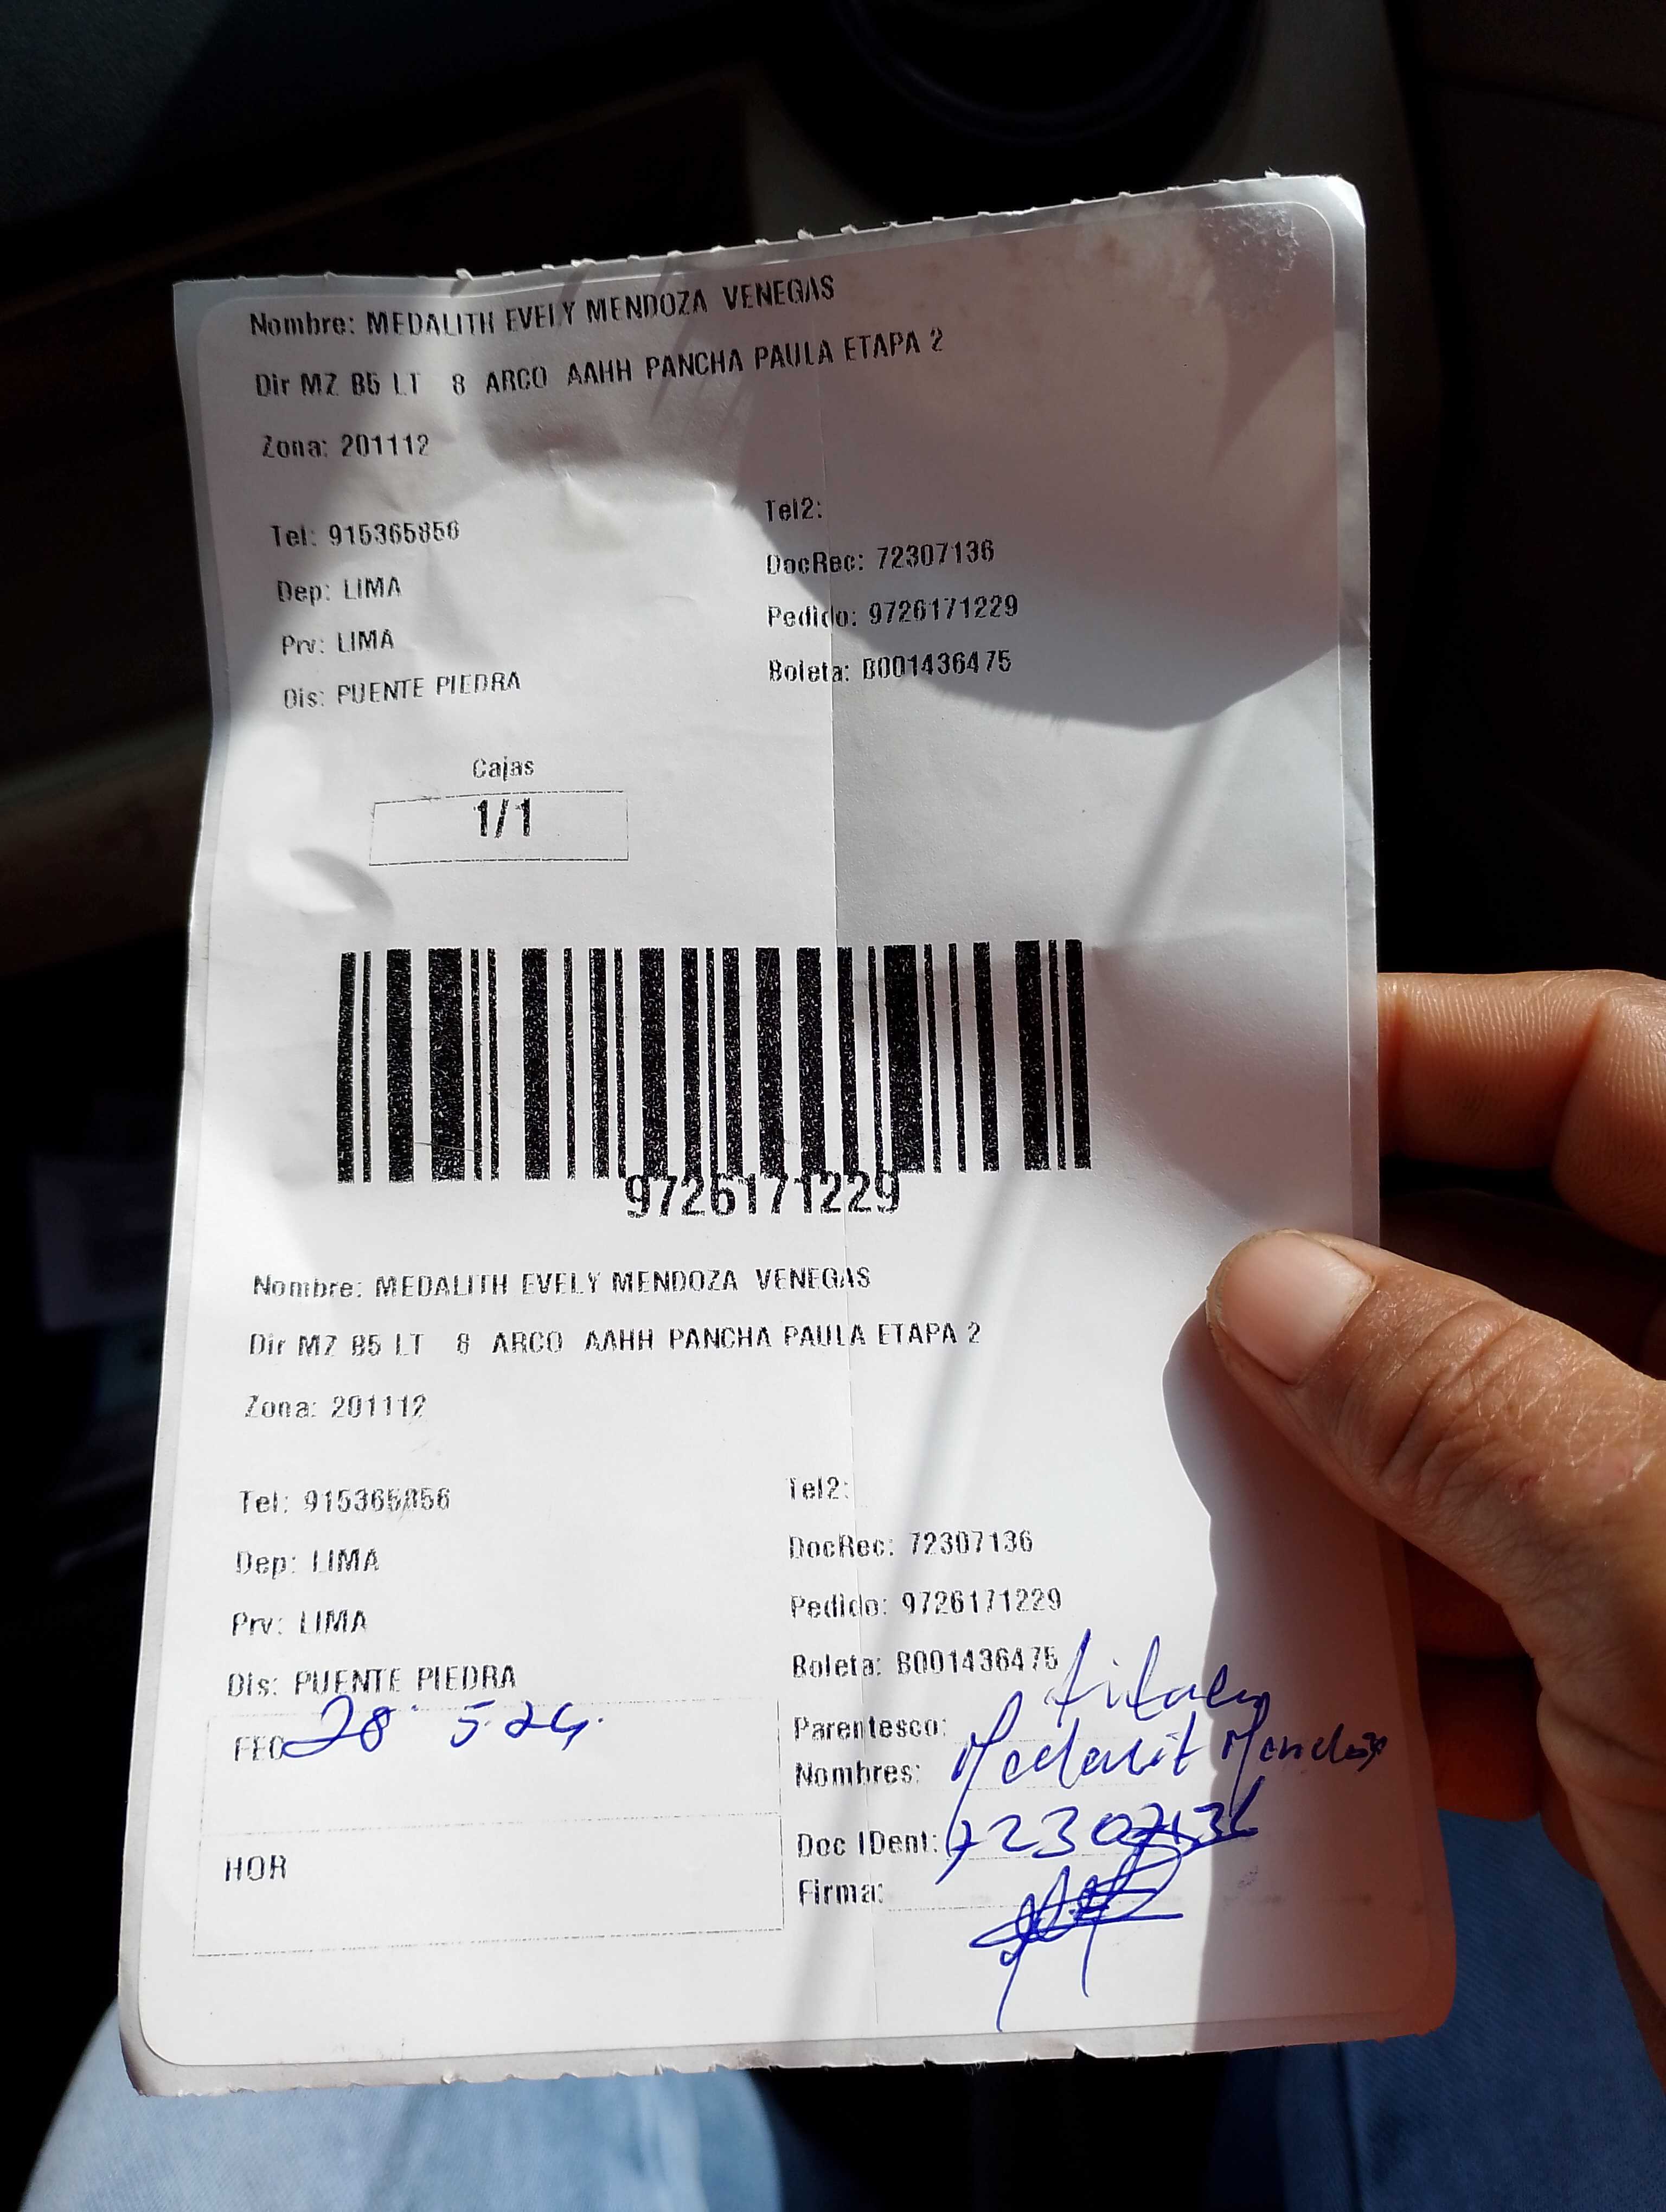 Nombre: MEDALITH EVELY MENDOZA VENEGAS
Dir MZ B5 LT 8 ARCO AAHH PANCHA PAULA ETAPA 2
Zona: 201112
Tel: 915365856 Tel2:
DocRec: 72307136
Dep: LIMA
Pedido: 9726171229
Prv: LIMA
Boleta: B001436475
Dis: PUENTE PIEDRA
Cajas
1/1
9726171229
Nombre: MEDALITH EVELY MENDOZA VENEGAS
Dir MZ B5 LT 8 ARCO AAHH PANCHA PAULA ETAPA 2
Zona: 201112
Tel: 915365856 Tel2:
Dep: LIMA DocRec: 72307136
Prv: LIMA Pedido: 9726171229
Dis: PUENTE PIEDRA Boleta: B001436475
FEC 28 5 24. Parentesco: titular
Nombres: Medalit Mendoza
HOR Doc IDent: 72307136
Firma: